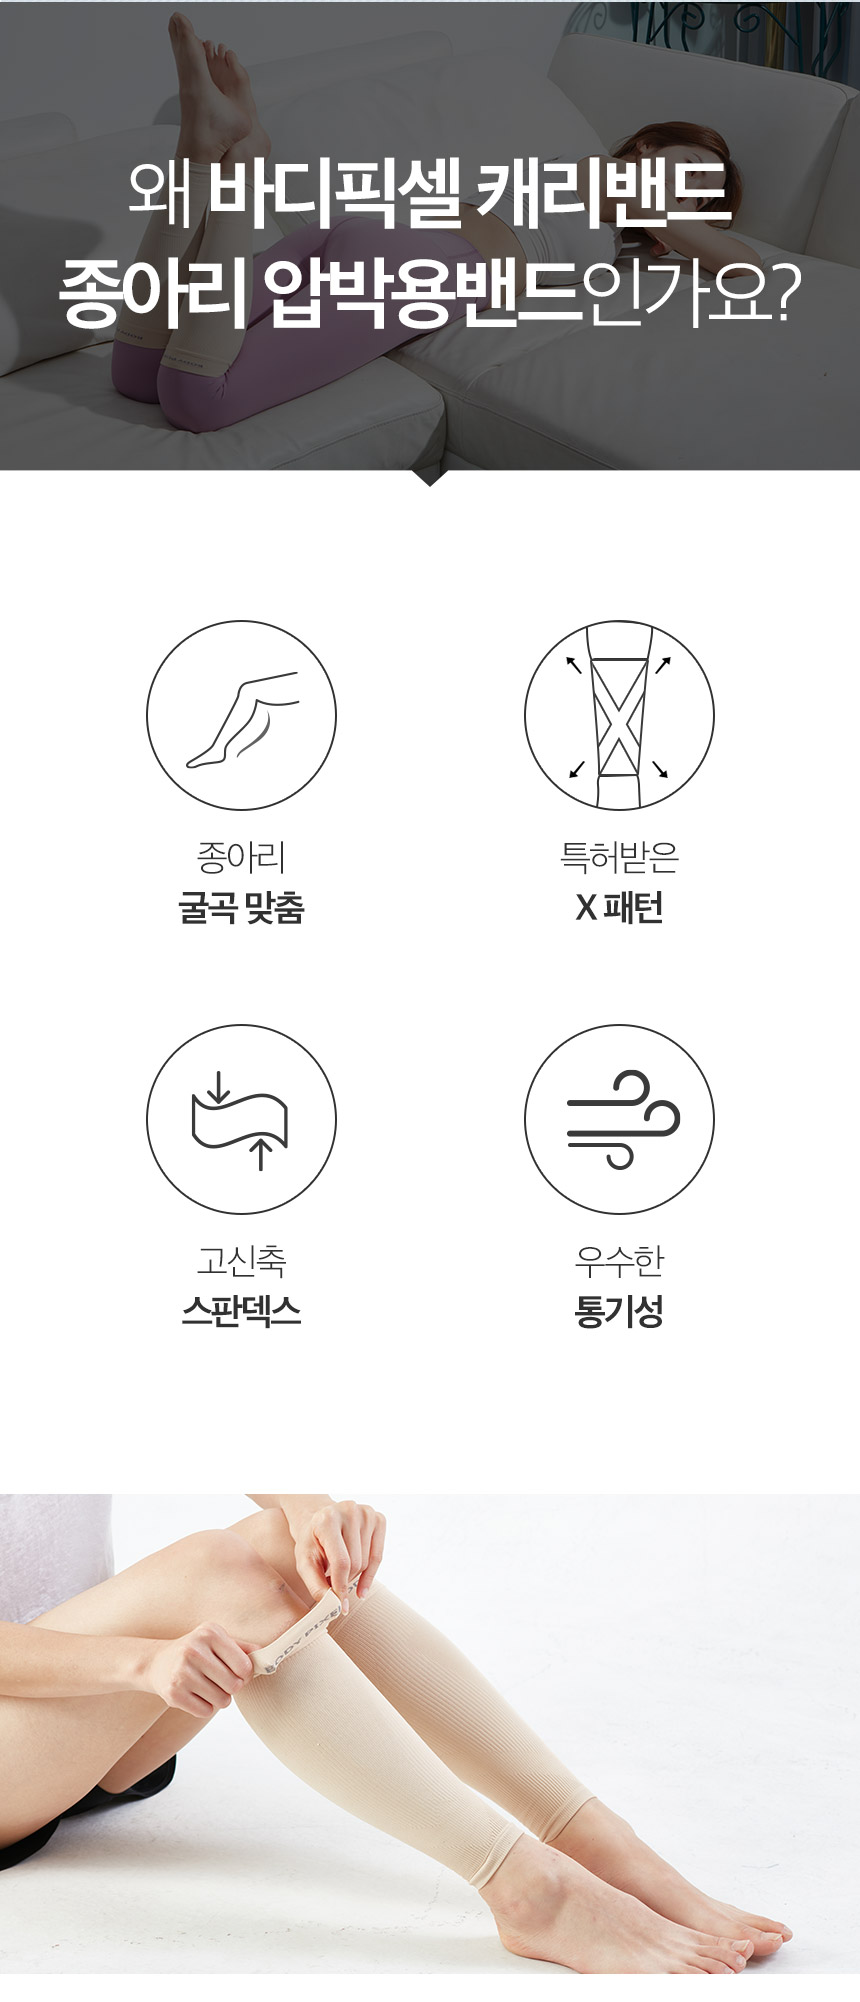 왜 바디픽셀 캐리밴드
종아리 압박용밴드인가요?
종아리
굴곡 맞춤
특허받은
X 패턴
고신축
스판덱스
우수한
통기성
BODY PIXEL